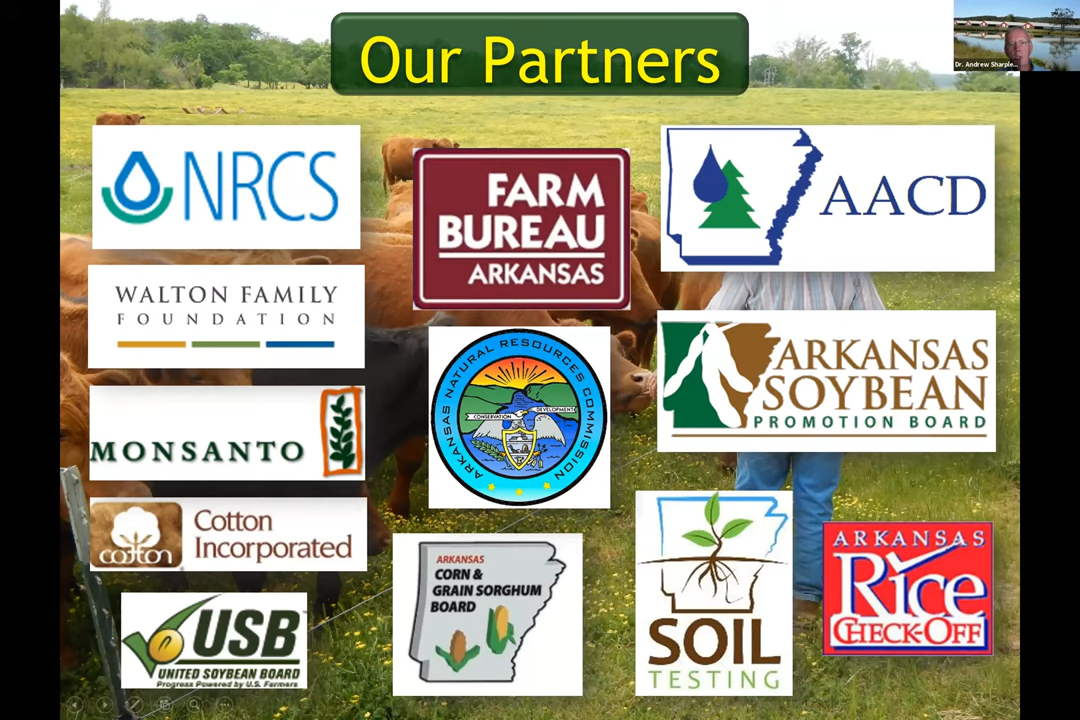 Our Partners
Dr. Andrew Sharple...
NRCS
FARM
BUREAU
ARKANSAS
AACD
WALTON FAMILY
FOUNDATION
ARKANSAS NATURAL RESOURCES COMMISSION
CONSERVATION DEVELOPMENT
ARKANSAS
SOYBEAN
PROMOTION BOARD
MONSANTO
cotton
Cotton
Incorporated
ARKANSAS
CORN &
GRAIN SORGHUM
BOARD
SOIL
TESTING
ARKANSAS
Rice
CHECK-OFF
USB
UNITED SOYBEAN BOARD
Progress Powered by U.S. Farmers